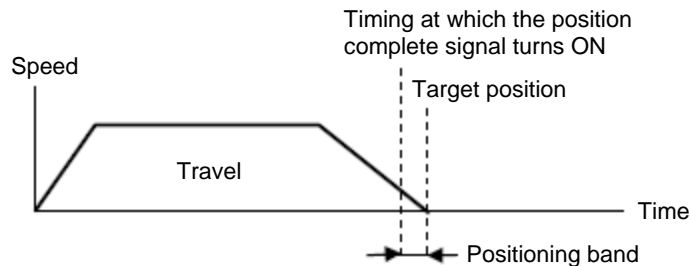 Timing at which the position
complete signal turns ON
Speed
Target position
Travel
Time
Positioning band